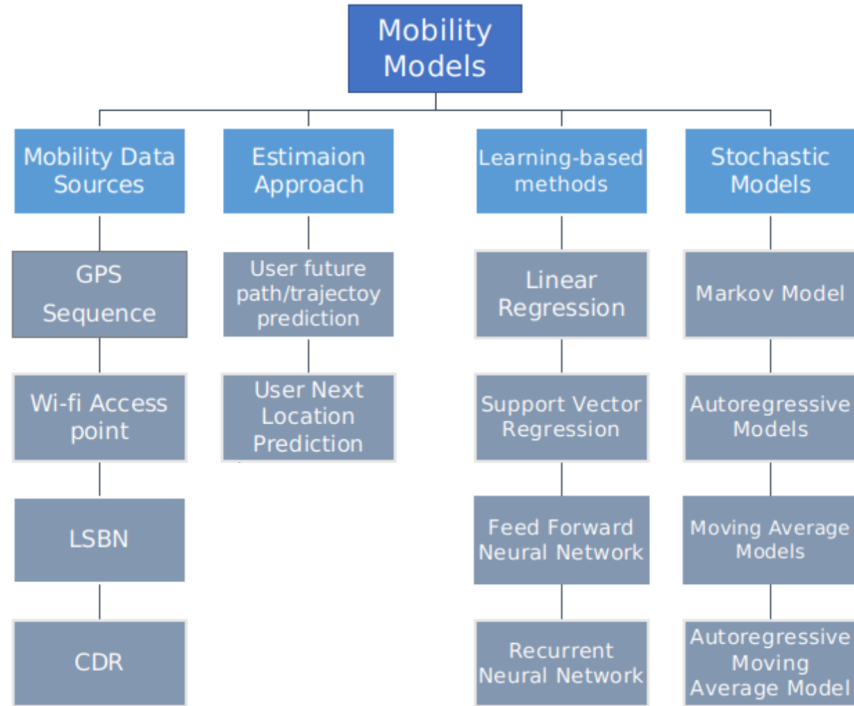 Mobility
Models
Mobility Data
Sources
Estimaion
Approach
Learning-based
methods
Stochastic
Models
GPS
Sequence
User future
path/trajectoy
prediction
Linear
Regression
Markov Model
Wi-fi Access
point
User Next
Location
Prediction
Support Vector
Regression
Autoregressive
Models
LSBN
Feed Forward
Neural Network
Moving Average
Models
CDR
Recurrent
Neural Network
Autoregressive
Moving
Average Model